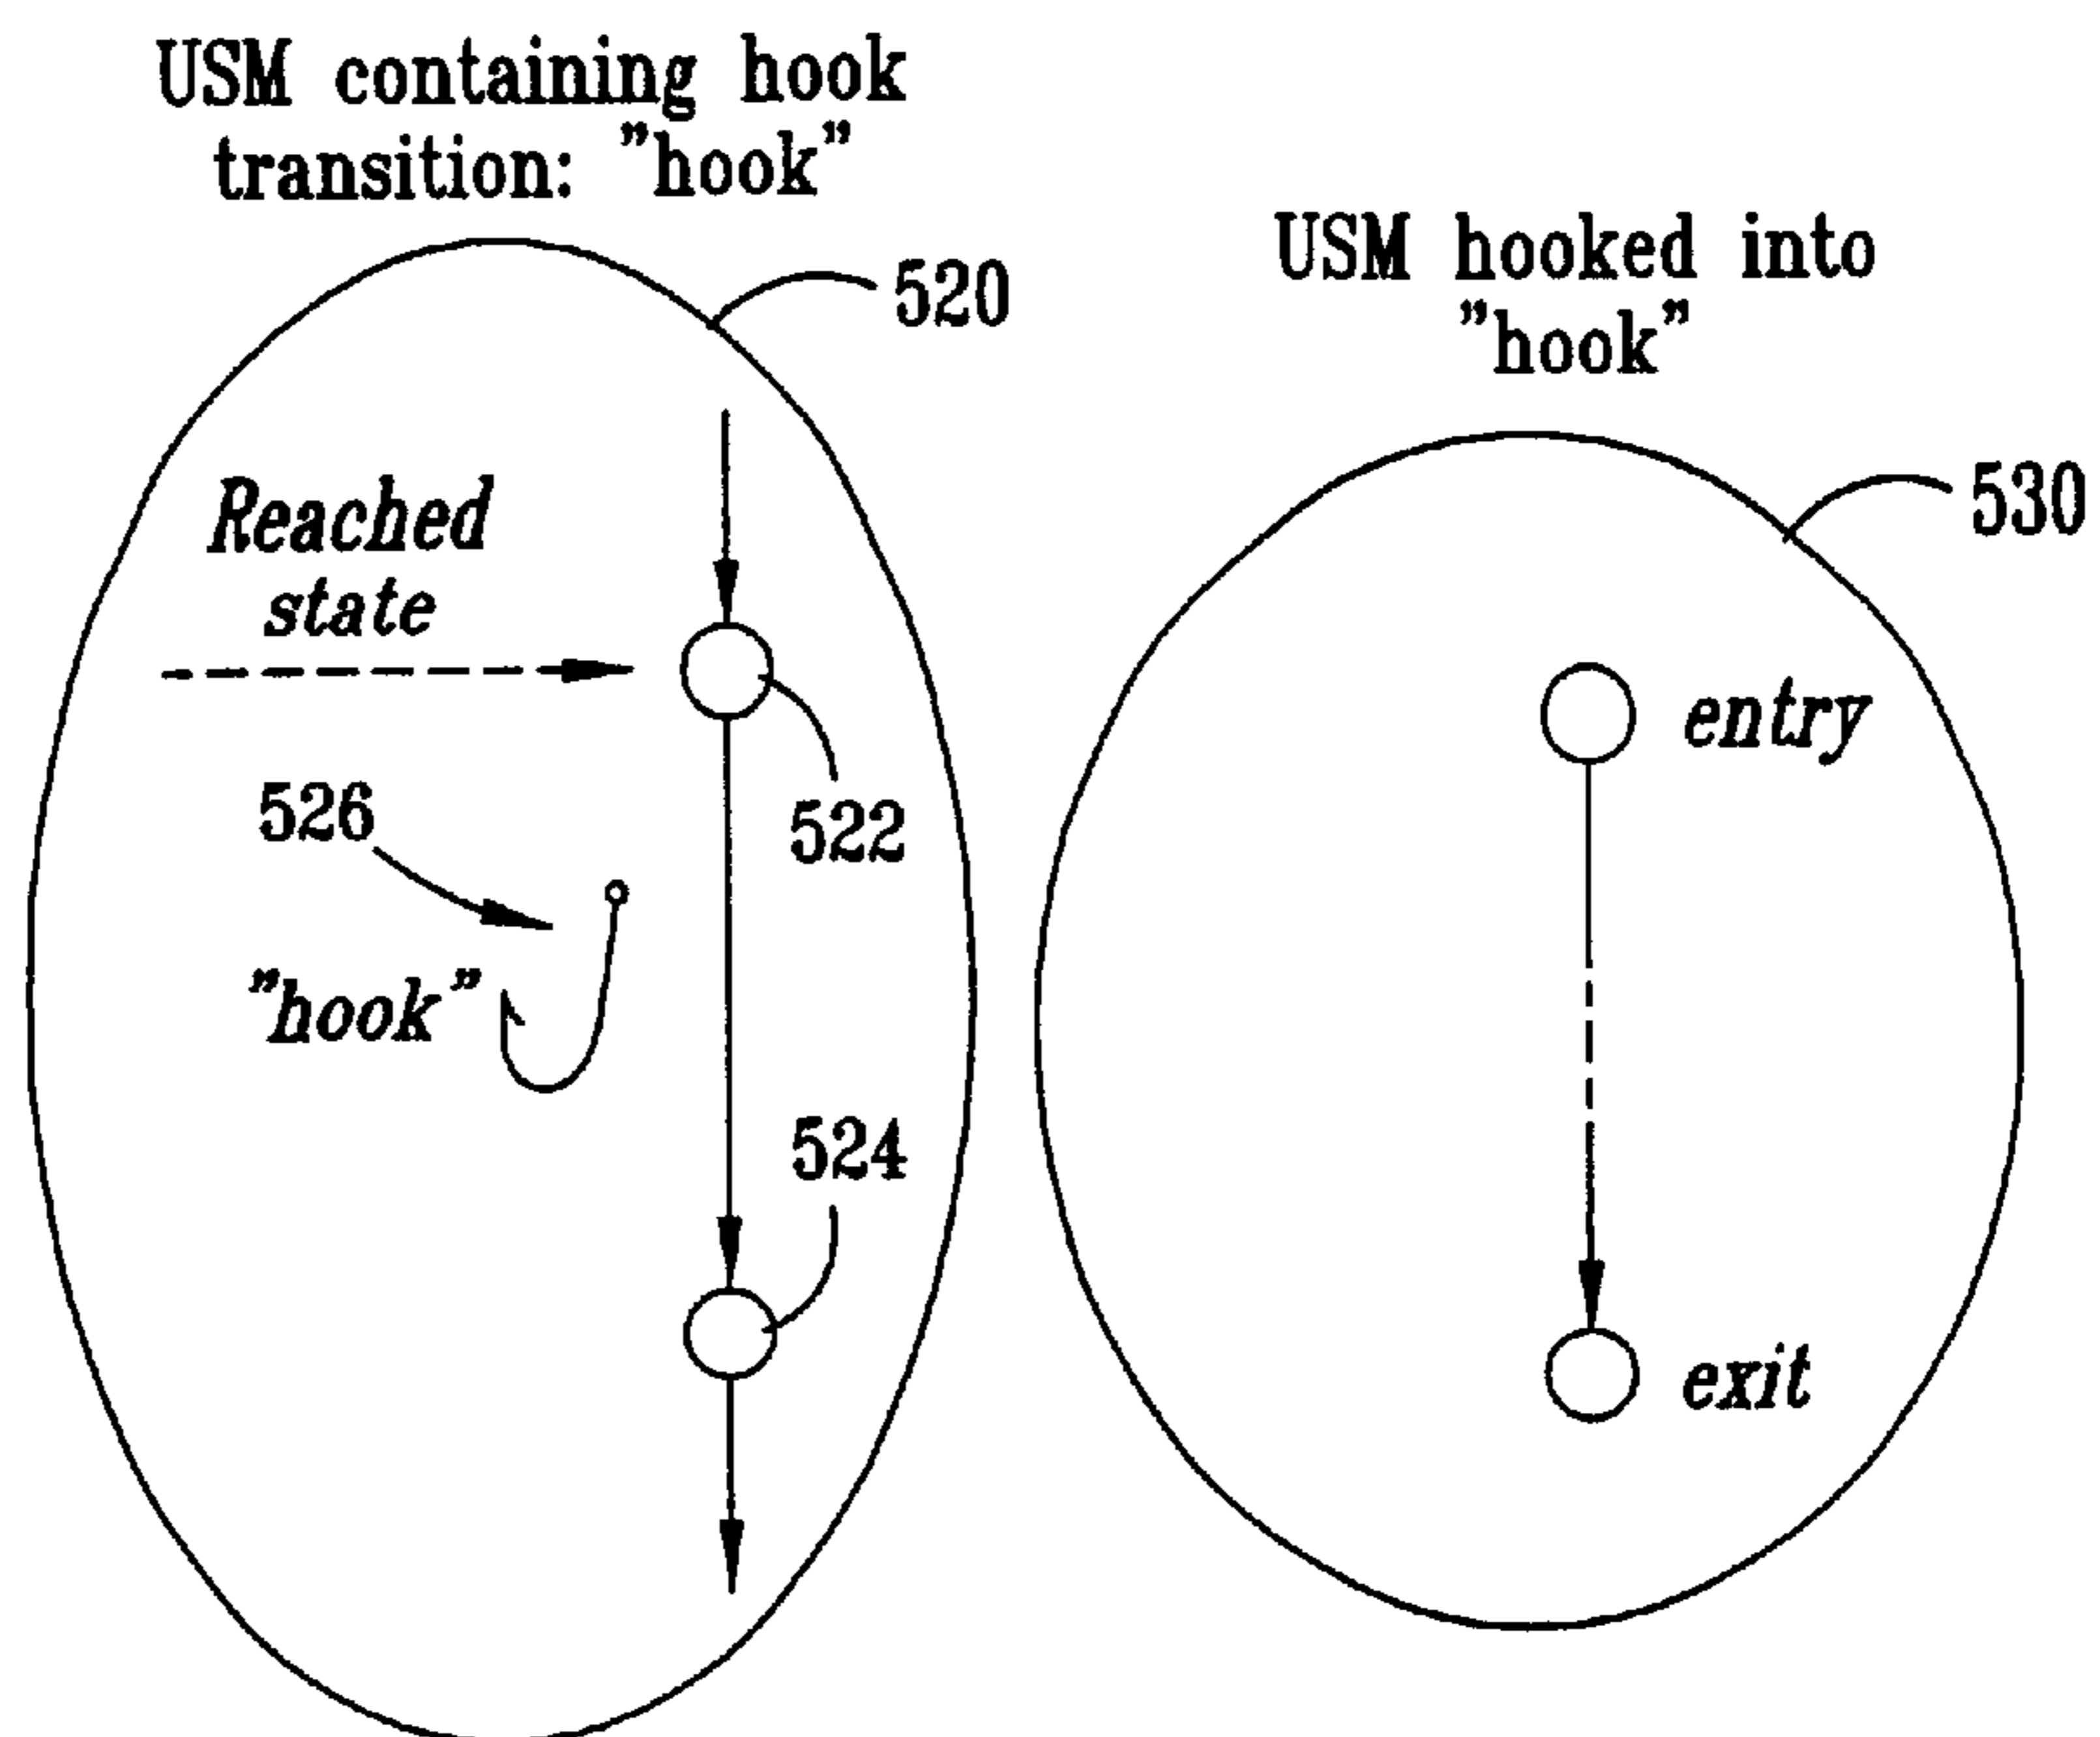 USM containing hook
transition: "hook"
520
USM hooked into
"hook"
530
Reached
state
522
526
"hook"
524
entry
exit